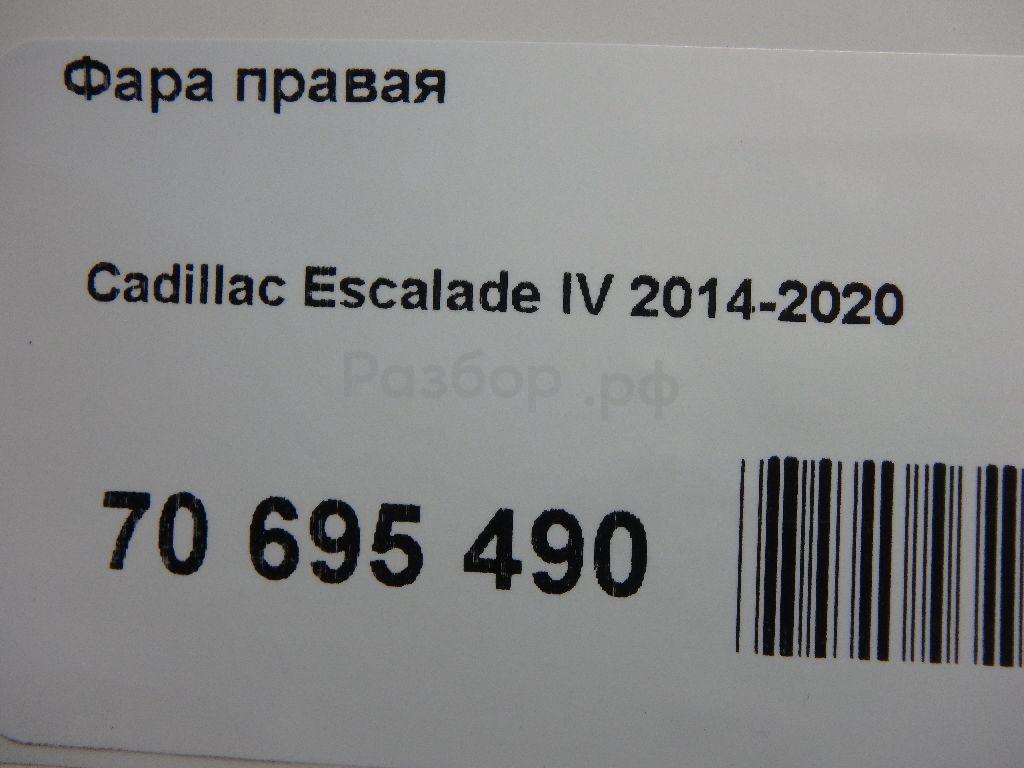 Фара правая
Cadillac Escalade IV 2014-2020
Разбор.рф
70 695 490